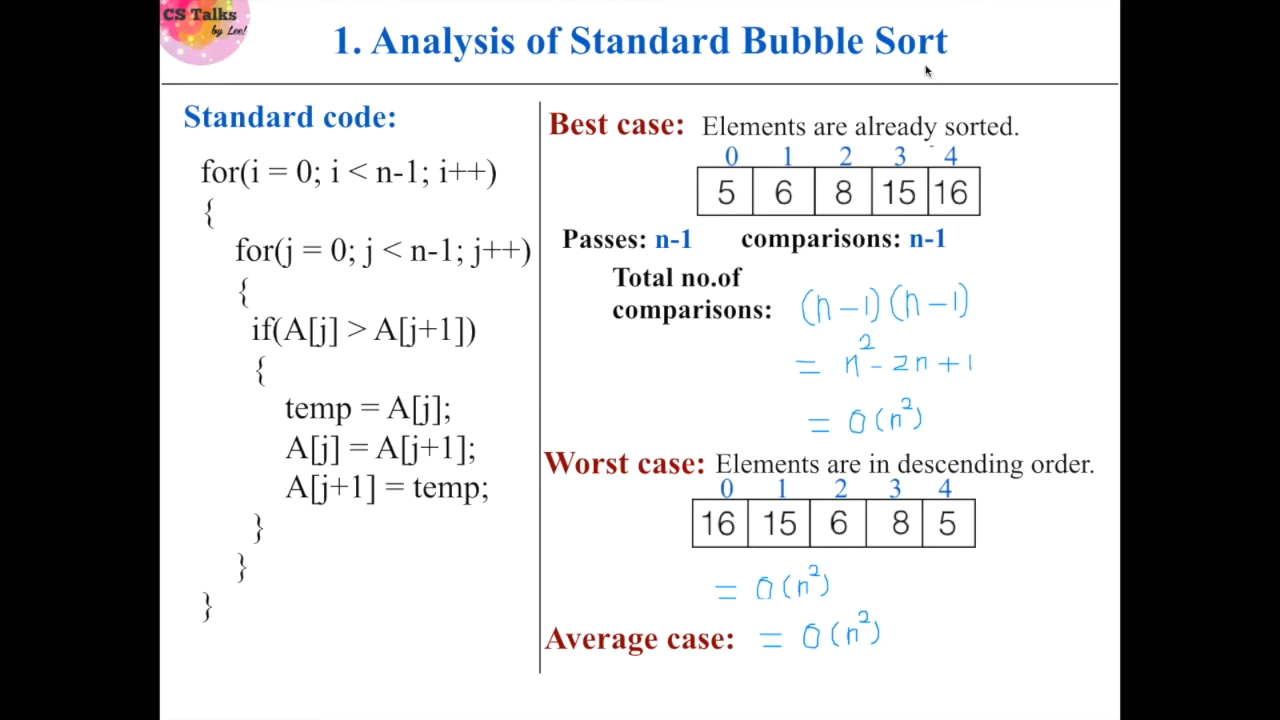 CS Talks
by Lee!
1. Analysis of Standard Bubble Sort
Standard code:
for(i = 0; i < n-1; i++)
{
for(j = 0; j < n-1; j++)
{
if(A[j] > A[j+1])
{
temp = A[j];
A[j] = A[j+1];
A[j+1] = temp;
}
}
}
Best case: Elements are already sorted.
0 1 2 3 4
5 6 8 15 16
Passes: n-1 comparisons: n-1
Total no.of
comparisons: (n-1)(n-1)
= n² - 2n + 1
= O(n²)
Worst case: Elements are in descending order.
0 1 2 3 4
16 15 6 8 5
= O(n²)
Average case: = O(n²)